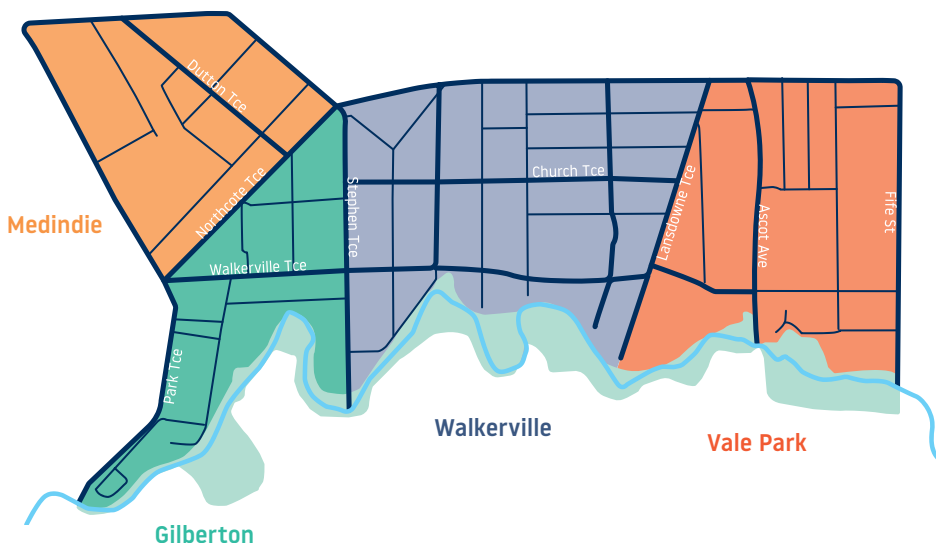 Dutton Tce
Northcote Tce
Medindie
Stephen Tce
Church Tce
Lansdowne Tce
Ascot Ave
Fife St
Walkerville Tce
Park Tce
Walkerville
Vale Park
Gilberton